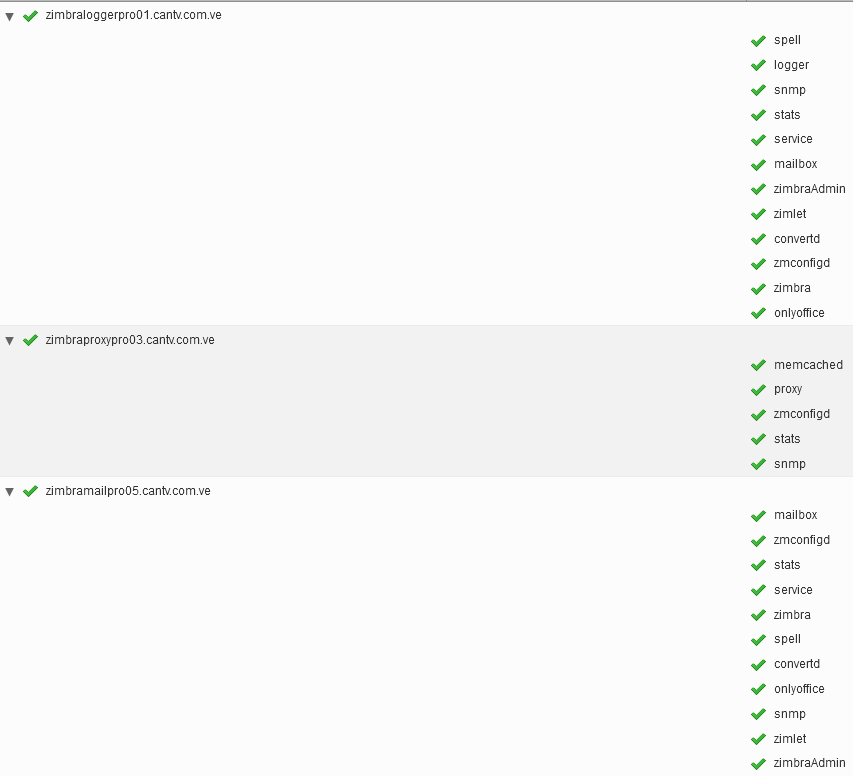 zimbraloggerpro01.cantv.com.ve
spell
logger
snmp
stats
service
mailbox
zimbraAdmin
zimlet
convertd
zmconfigd
zimbra
onlyoffice
zimbraproxypro03.cantv.com.ve
memcached
proxy
zmconfigd
stats
snmp
zimbramailpro05.cantv.com.ve
mailbox
zmconfigd
stats
service
zimbra
spell
convertd
onlyoffice
snmp
zimlet
zimbraAdmin